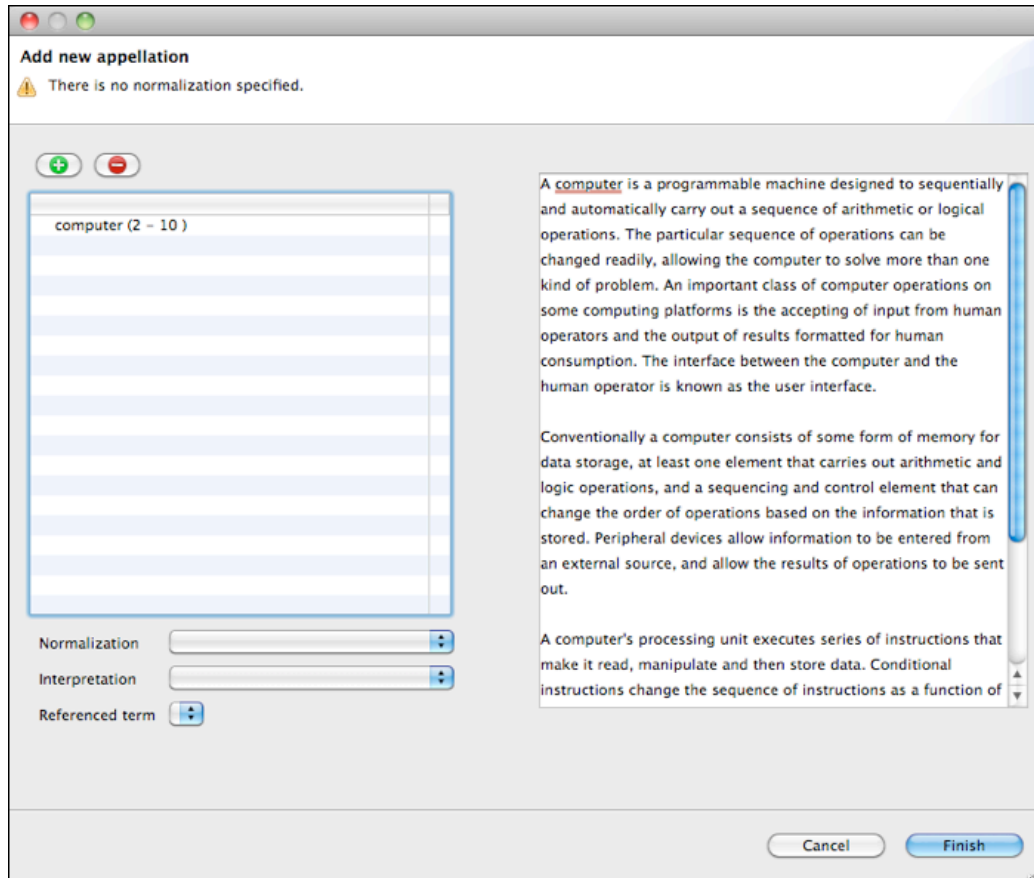 Add new appellation
There is no normalization specified.
computer (2 – 10 )
Normalization
Interpretation
Referenced term
A computer is a programmable machine designed to sequentially
and automatically carry out a sequence of arithmetic or logical
operations. The particular sequence of operations can be
changed readily, allowing the computer to solve more than one
kind of problem. An important class of computer operations on
some computing platforms is the accepting of input from human
operators and the output of results formatted for human
consumption. The interface between the computer and the
human operator is known as the user interface.
Conventionally a computer consists of some form of memory for
data storage, at least one element that carries out arithmetic and
logic operations, and a sequencing and control element that can
change the order of operations based on the information that is
stored. Peripheral devices allow information to be entered from
an external source, and allow the results of operations to be sent
out.
A computer's processing unit executes series of instructions that
make it read, manipulate and then store data. Conditional
instructions change the sequence of instructions as a function of
Cancel
Finish